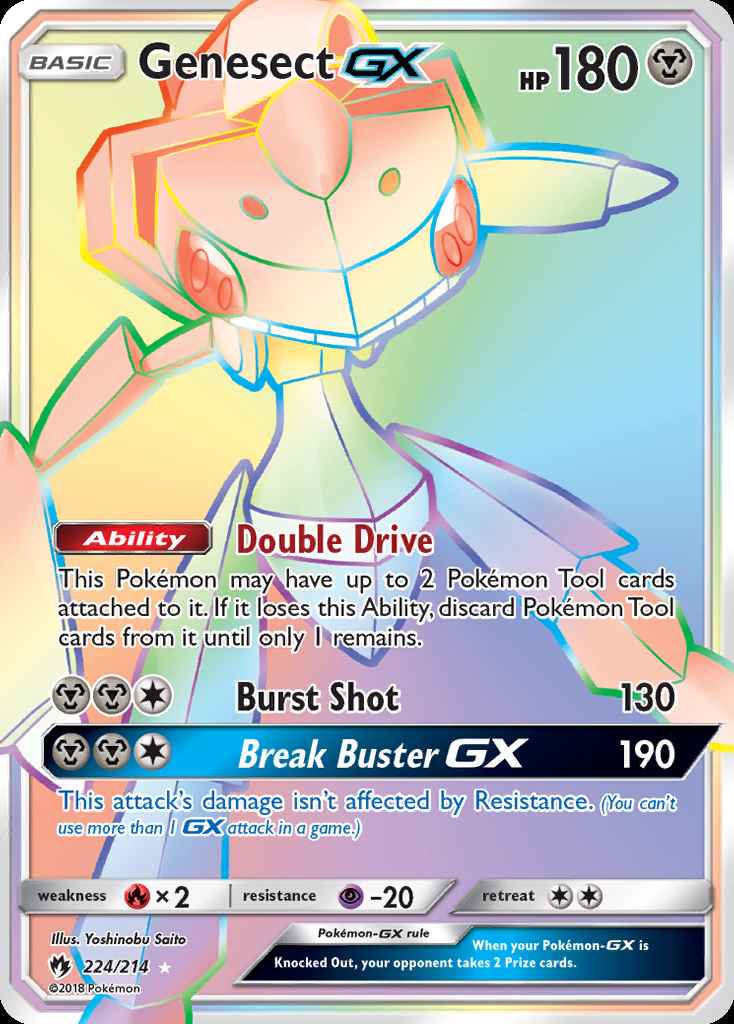 BASIC Genesect GX HP 180
Ability Double Drive
This Pokémon may have up to 2 Pokémon Tool cards
attached to it. If it loses this Ability, discard Pokémon Tool
cards from it until only 1 remains.
Burst Shot 130
Break Buster GX 190
This attack's damage isn't affected by Resistance. (You can't
use more than 1 GX attack in a game.)
weakness ×2 resistance -20 retreat
Illus. Yoshinobu Saito
224/214
©2018 Pokémon
Pokémon-GX rule
When your Pokémon-GX is
Knocked Out, your opponent takes 2 Prize cards.